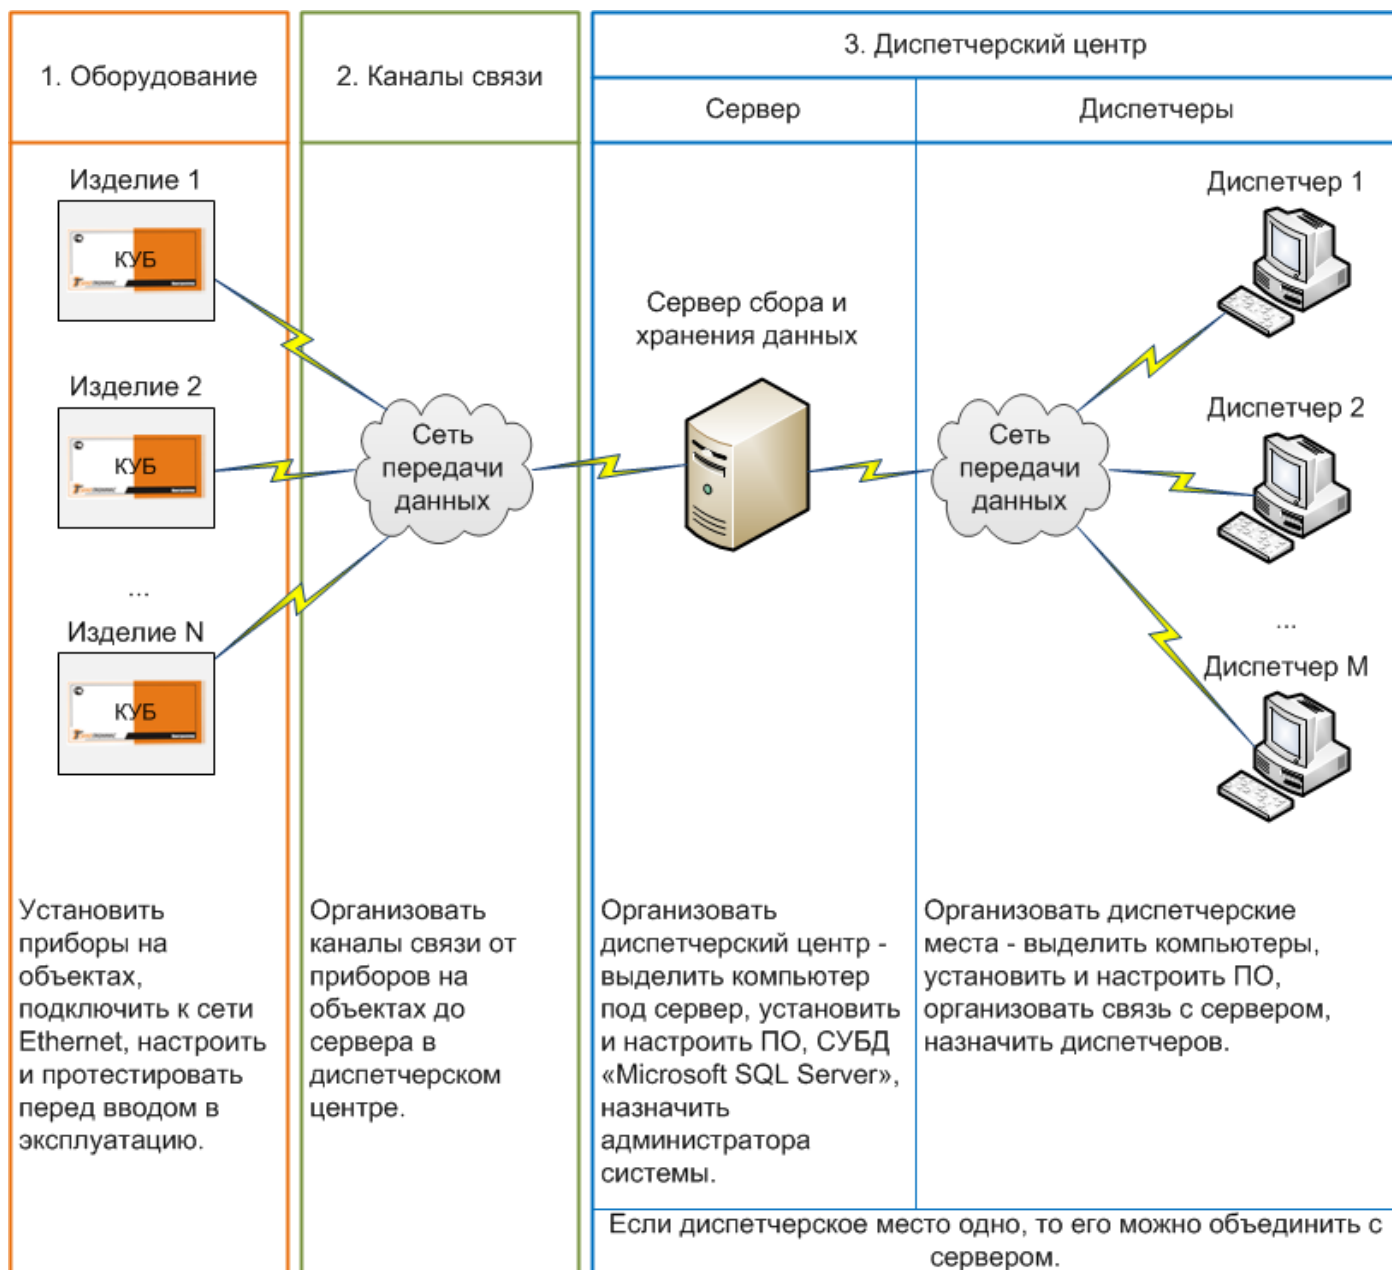 1. Оборудование
2. Каналы связи
3. Диспетчерский центр
Сервер
Диспетчеры
Изделие 1
КУБ
Изделие 2
КУБ
...
Изделие N
КУБ
Сеть
передачи
данных
Сервер сбора и
хранения данных
Сеть
передачи
данных
Диспетчер 1
Диспетчер 2
...
Диспетчер M
Установить
приборы на
объектах,
подключить к сети
Ethernet, настроить
и протестировать
перед вводом в
эксплуатацию.
Организовать
каналы связи от
приборов на
объектах до
сервера в
диспетчерском
центре.
Организовать
диспетчерский центр -
выделить компьютер
под сервер, установить
и настроить ПО, СУБД
«Microsoft SQL Server»,
назначить
администратора
системы.
Организовать диспетчерские
места - выделить компьютеры,
установить и настроить ПО,
организовать связь с сервером,
назначить диспетчеров.
Если диспетчерское место одно, то его можно объединить с
сервером.